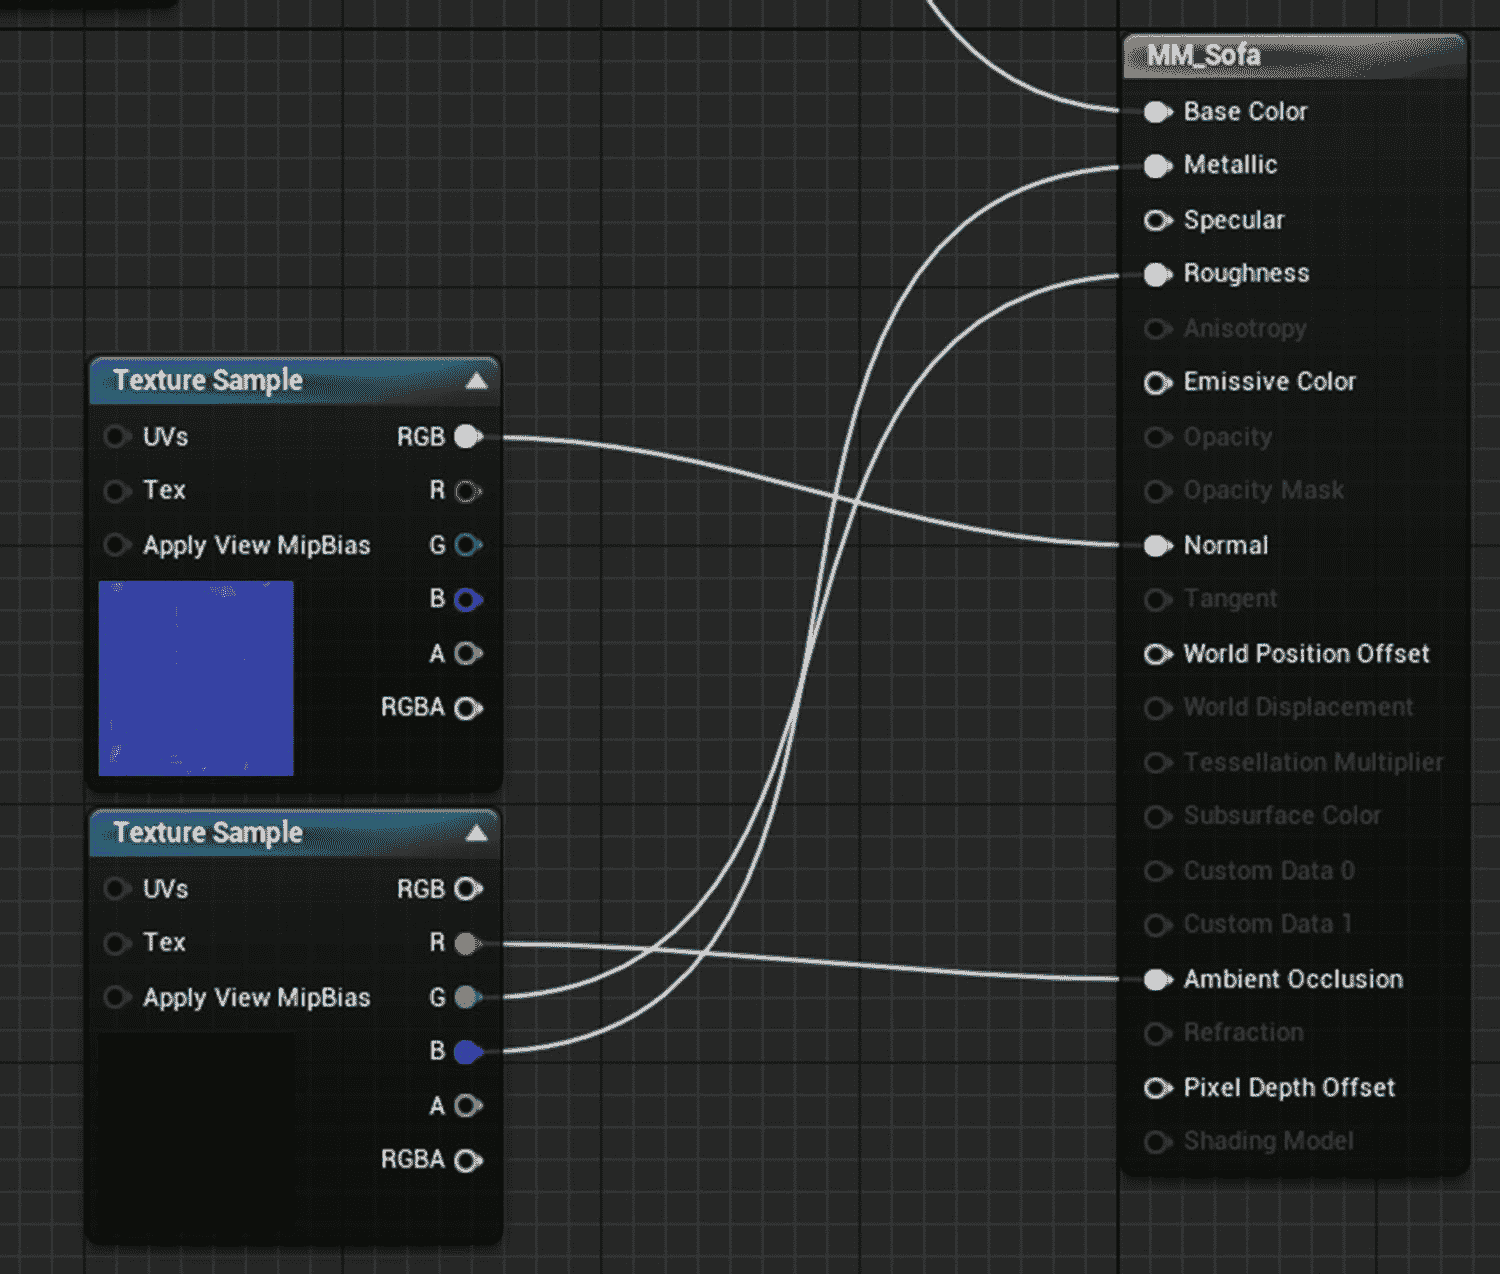 MM_Sofa
Base Color
Metallic
Specular
Roughness
Anisotropy
Emissive Color
Opacity
Opacity Mask
Normal
Tangent
World Position Offset
World Displacement
Tessellation Multiplier
Subsurface Color
Custom Data 0
Custom Data 1
Ambient Occlusion
Refraction
Pixel Depth Offset
Shading Model
Texture Sample
UVs RGB
Tex R
Apply View MipBias G
B
A
RGBA
Texture Sample
UVs RGB
Tex R
Apply View MipBias G
B
A
RGBA